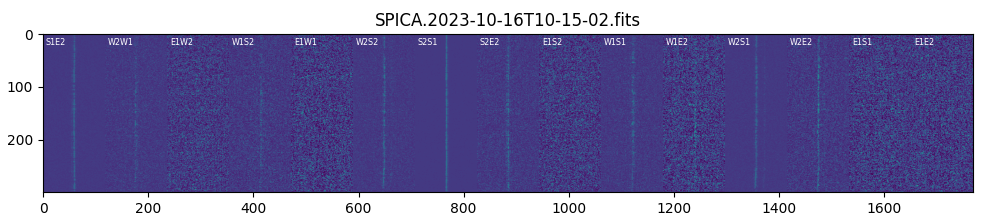 SPICA.2023-10-16T10-15-02.fits
S1E2 W2W1 E1W2 W1S2 E1W1 W2S2 S2S1 S2E2 E1S2 W1S1 W1E2 W2S1 W2E2 E1S1 E1E2
0
100
200
0 200 400 600 800 1000 1200 1400 1600